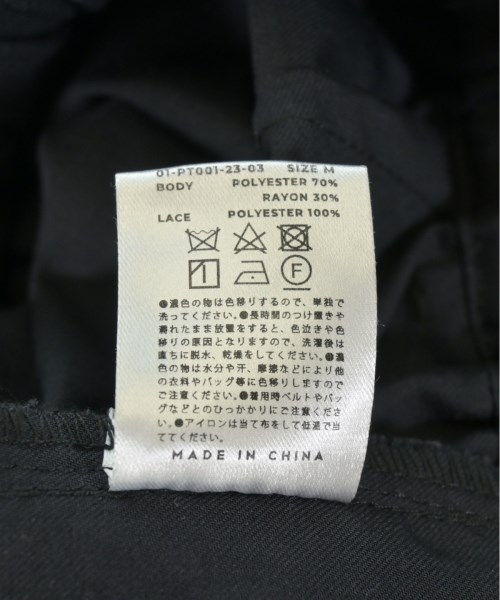 01-PT001-23-03 SIZE M
BODY POLYESTER 70%
RAYON 30%
LACE POLYESTER 100%
F
●濃色の物は色移りするので、単独で
洗ってください。●長時間のつけ置きや
濡れたまま放置をすると、色泣きや色
移りの原因となりますので、洗濯後は
直ちに脱水、乾燥をしてください。●濃
色の物は水分や汗、摩擦などにより他
の衣料やバッグ等に色移りしますので
ご注意ください。●着用時ベルトやバッ
グなどとのひっかかりにご注意くださ
い。●アイロンは当て布をして低温で当
ててください。
MADE IN CHINA